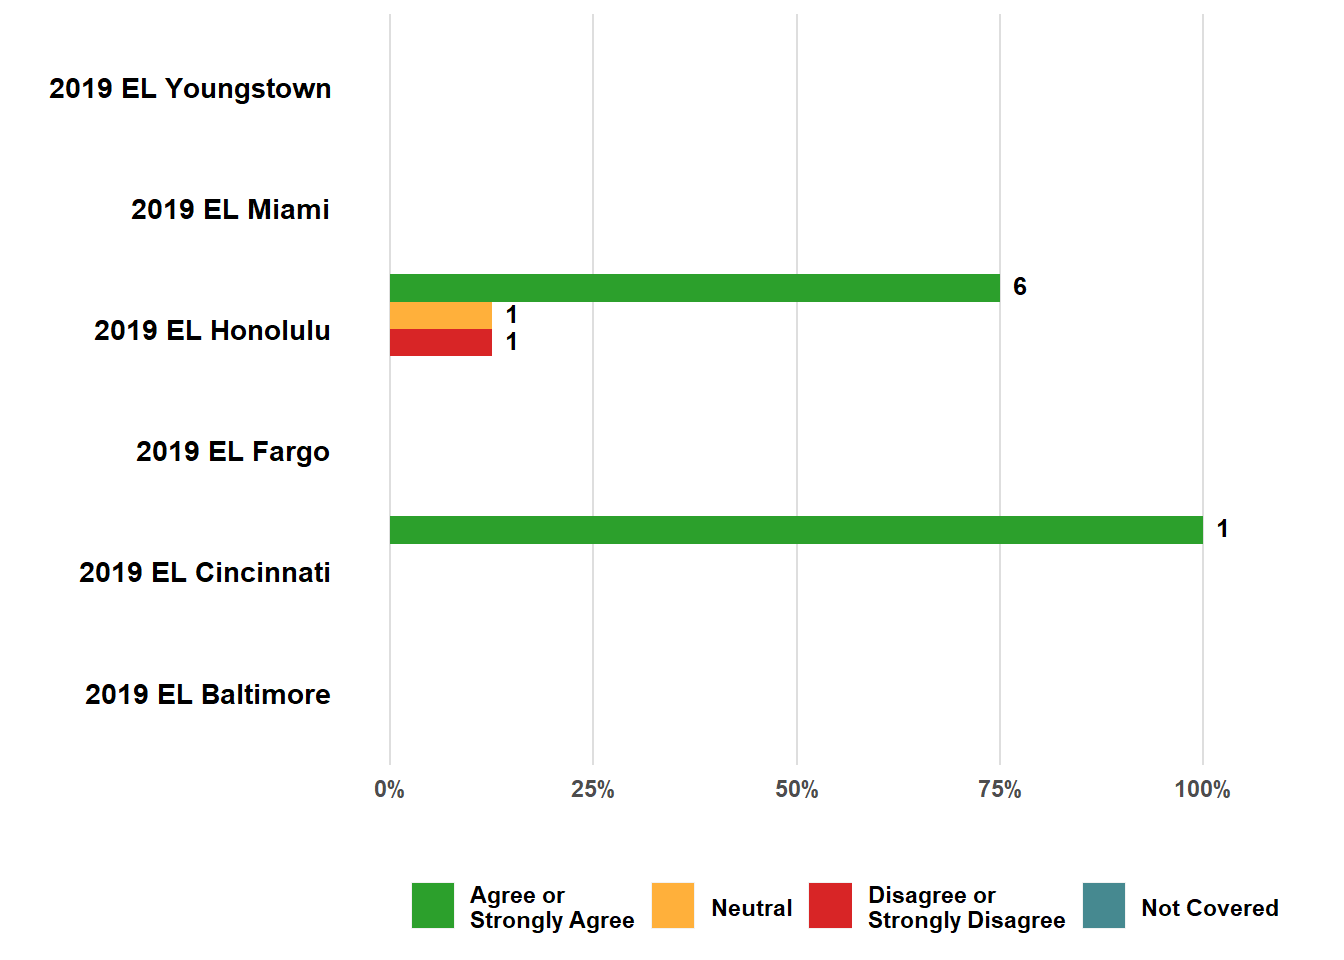 2019 EL Youngstown
2019 EL Miami
6
1
2019 EL Honolulu
1
2019 EL Fargo
1
2019 EL Cincinnati
2019 EL Baltimore
0% 25% 50% 75% 100%
Agree or
Strongly Agree
Neutral
Disagree or
Strongly Disagree
Not Covered